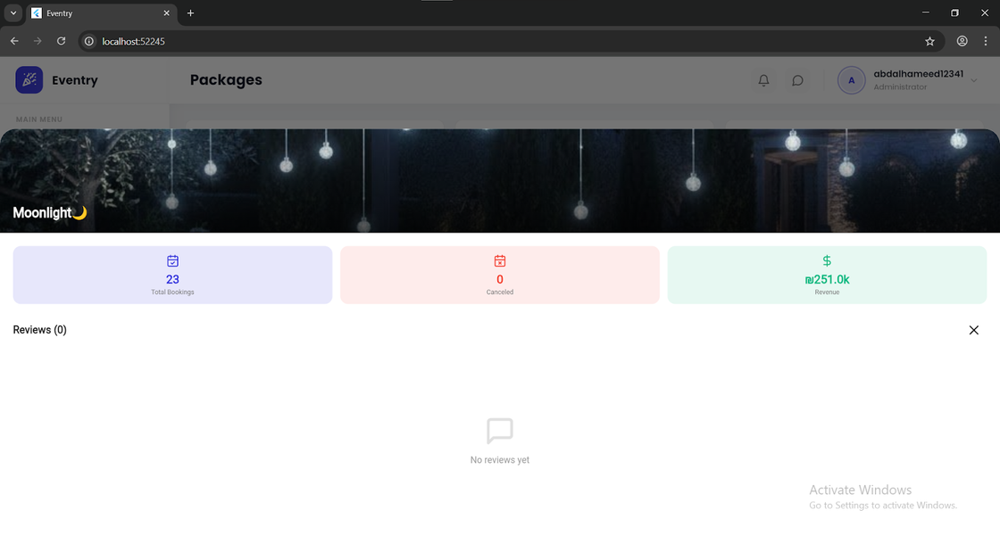 Eventry
localhost:52245
Eventry
Packages
abdalhameed12341
A
Administrator
MAIN MENU
Moonlight🌙
23
Total Bookings
0
Canceled
₪251.0k
Revenue
Reviews (0)
No reviews yet
Activate Windows
Go to Settings to activate Windows.